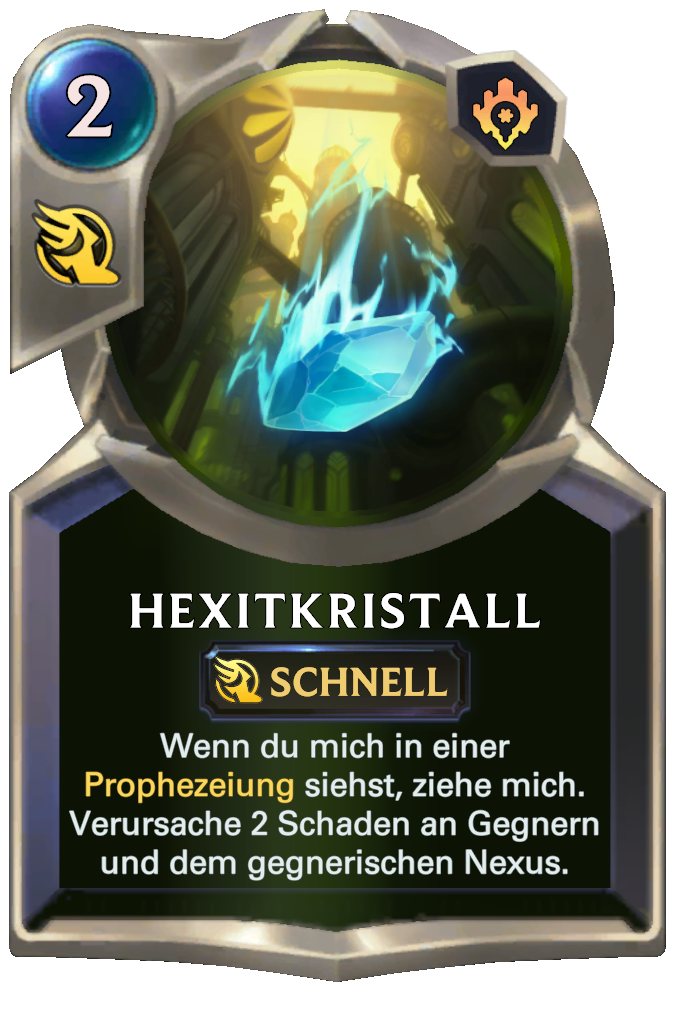 2
HEXITKRISTALL
SCHNELL
Wenn du mich in einer
Prophezeiung siehst, ziehe mich.
Verursache 2 Schaden an Gegnern
und dem gegnerischen Nexus.